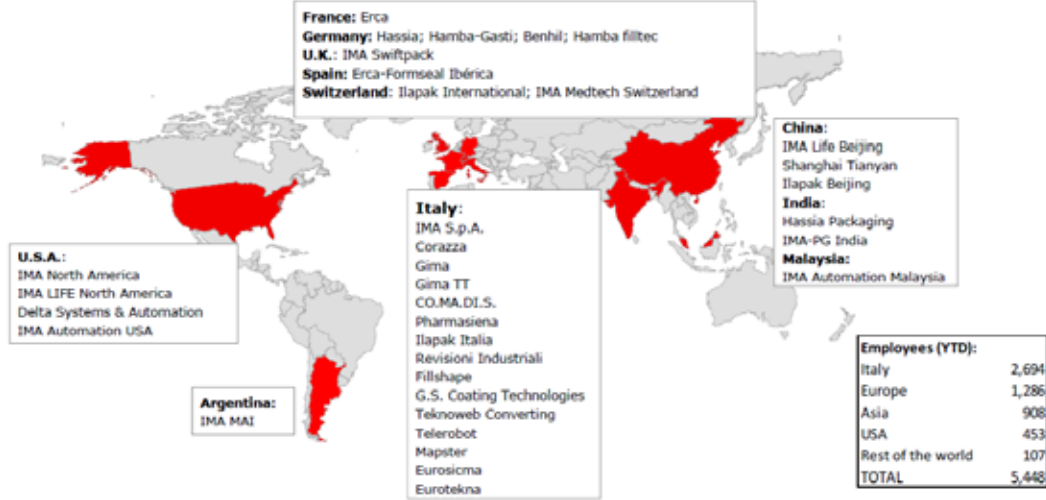 France: Erca
Germany: Hassia; Hamba-Gasti; Benhil; Hamba filltec
U.K.: IMA Swiftpack
Spain: Erca-Formseal Ibérica
Switzerland: Ilapak International; IMA Medtech Switzerland
China:
IMA Life Beijing
Shanghai Tianyan
Ilapak Beijing
India:
Hassia Packaging
IMA-PG India
Malaysia:
IMA Automation Malaysia
Italy:
IMA S.p.A.
Corazza
Gima
Gima TT
CO.MA.DI.S.
Pharmasiena
Ilapak Italia
Revisioni Industriali
Fillshape
G.S. Coating Technologies
Teknoweb Converting
Telerobot
Mapster
Eurosicma
Eurotekna
U.S.A.:
IMA North America
IMA LIFE North America
Delta Systems & Automation
IMA Automation USA
Argentina:
IMA MAI
Employees (YTD):
Italy 2,694
Europe 1,286
Asia 908
USA 453
Rest of the world 107
TOTAL 5,448